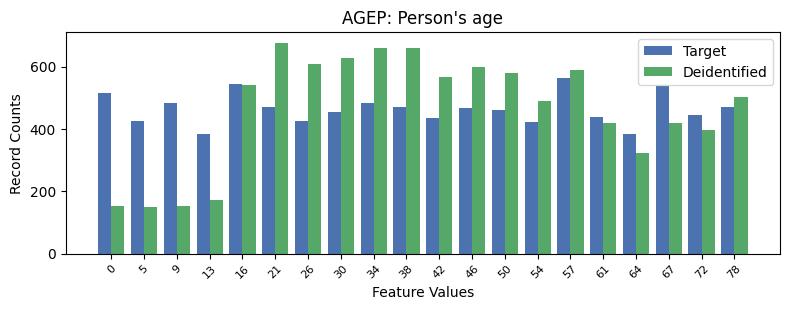 AGEP: Person's age
Record Counts
600
400
200
0
Target
Deidentified
0 5 9 13 16 21 26 30 34 38 42 46 50 54 57 61 64 67 72 78
Feature Values